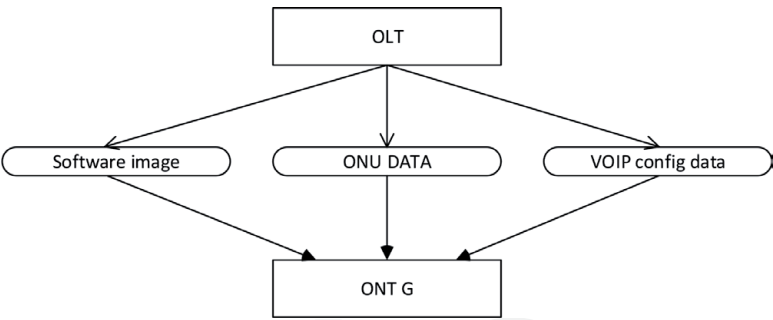 OLT
Software image
ONU DATA
VOIP config data
ONT G